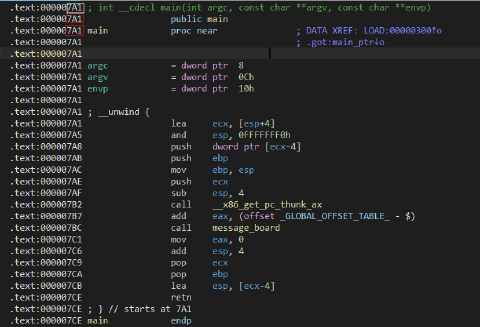 .text:000007A1 ; int __cdecl main(int argc, const char **argv, const char **envp)
.text:000007A1 public main
.text:000007A1 main proc near ; DATA XREF: LOAD:00000300↑o
.text:000007A1 ; .got:main_ptr↓o
.text:000007A1
.text:000007A1 argc = dword ptr 8
.text:000007A1 argv = dword ptr 0Ch
.text:000007A1 envp = dword ptr 10h
.text:000007A1
.text:000007A1 ; __unwind {
.text:000007A1 lea ecx, [esp+4]
.text:000007A5 and esp, 0FFFFFFF0h
.text:000007A8 push dword ptr [ecx-4]
.text:000007AB push ebp
.text:000007AC mov ebp, esp
.text:000007AE push ecx
.text:000007AF sub esp, 4
.text:000007B2 call __x86_get_pc_thunk_ax
.text:000007B7 add eax, (offset _GLOBAL_OFFSET_TABLE_ - $)
.text:000007BC call message_board
.text:000007C1 mov eax, 0
.text:000007C6 add esp, 4
.text:000007C9 pop ecx
.text:000007CA pop ebp
.text:000007CB lea esp, [ecx-4]
.text:000007CE retn
.text:000007CE ; } // starts at 7A1
.text:000007CE main endp